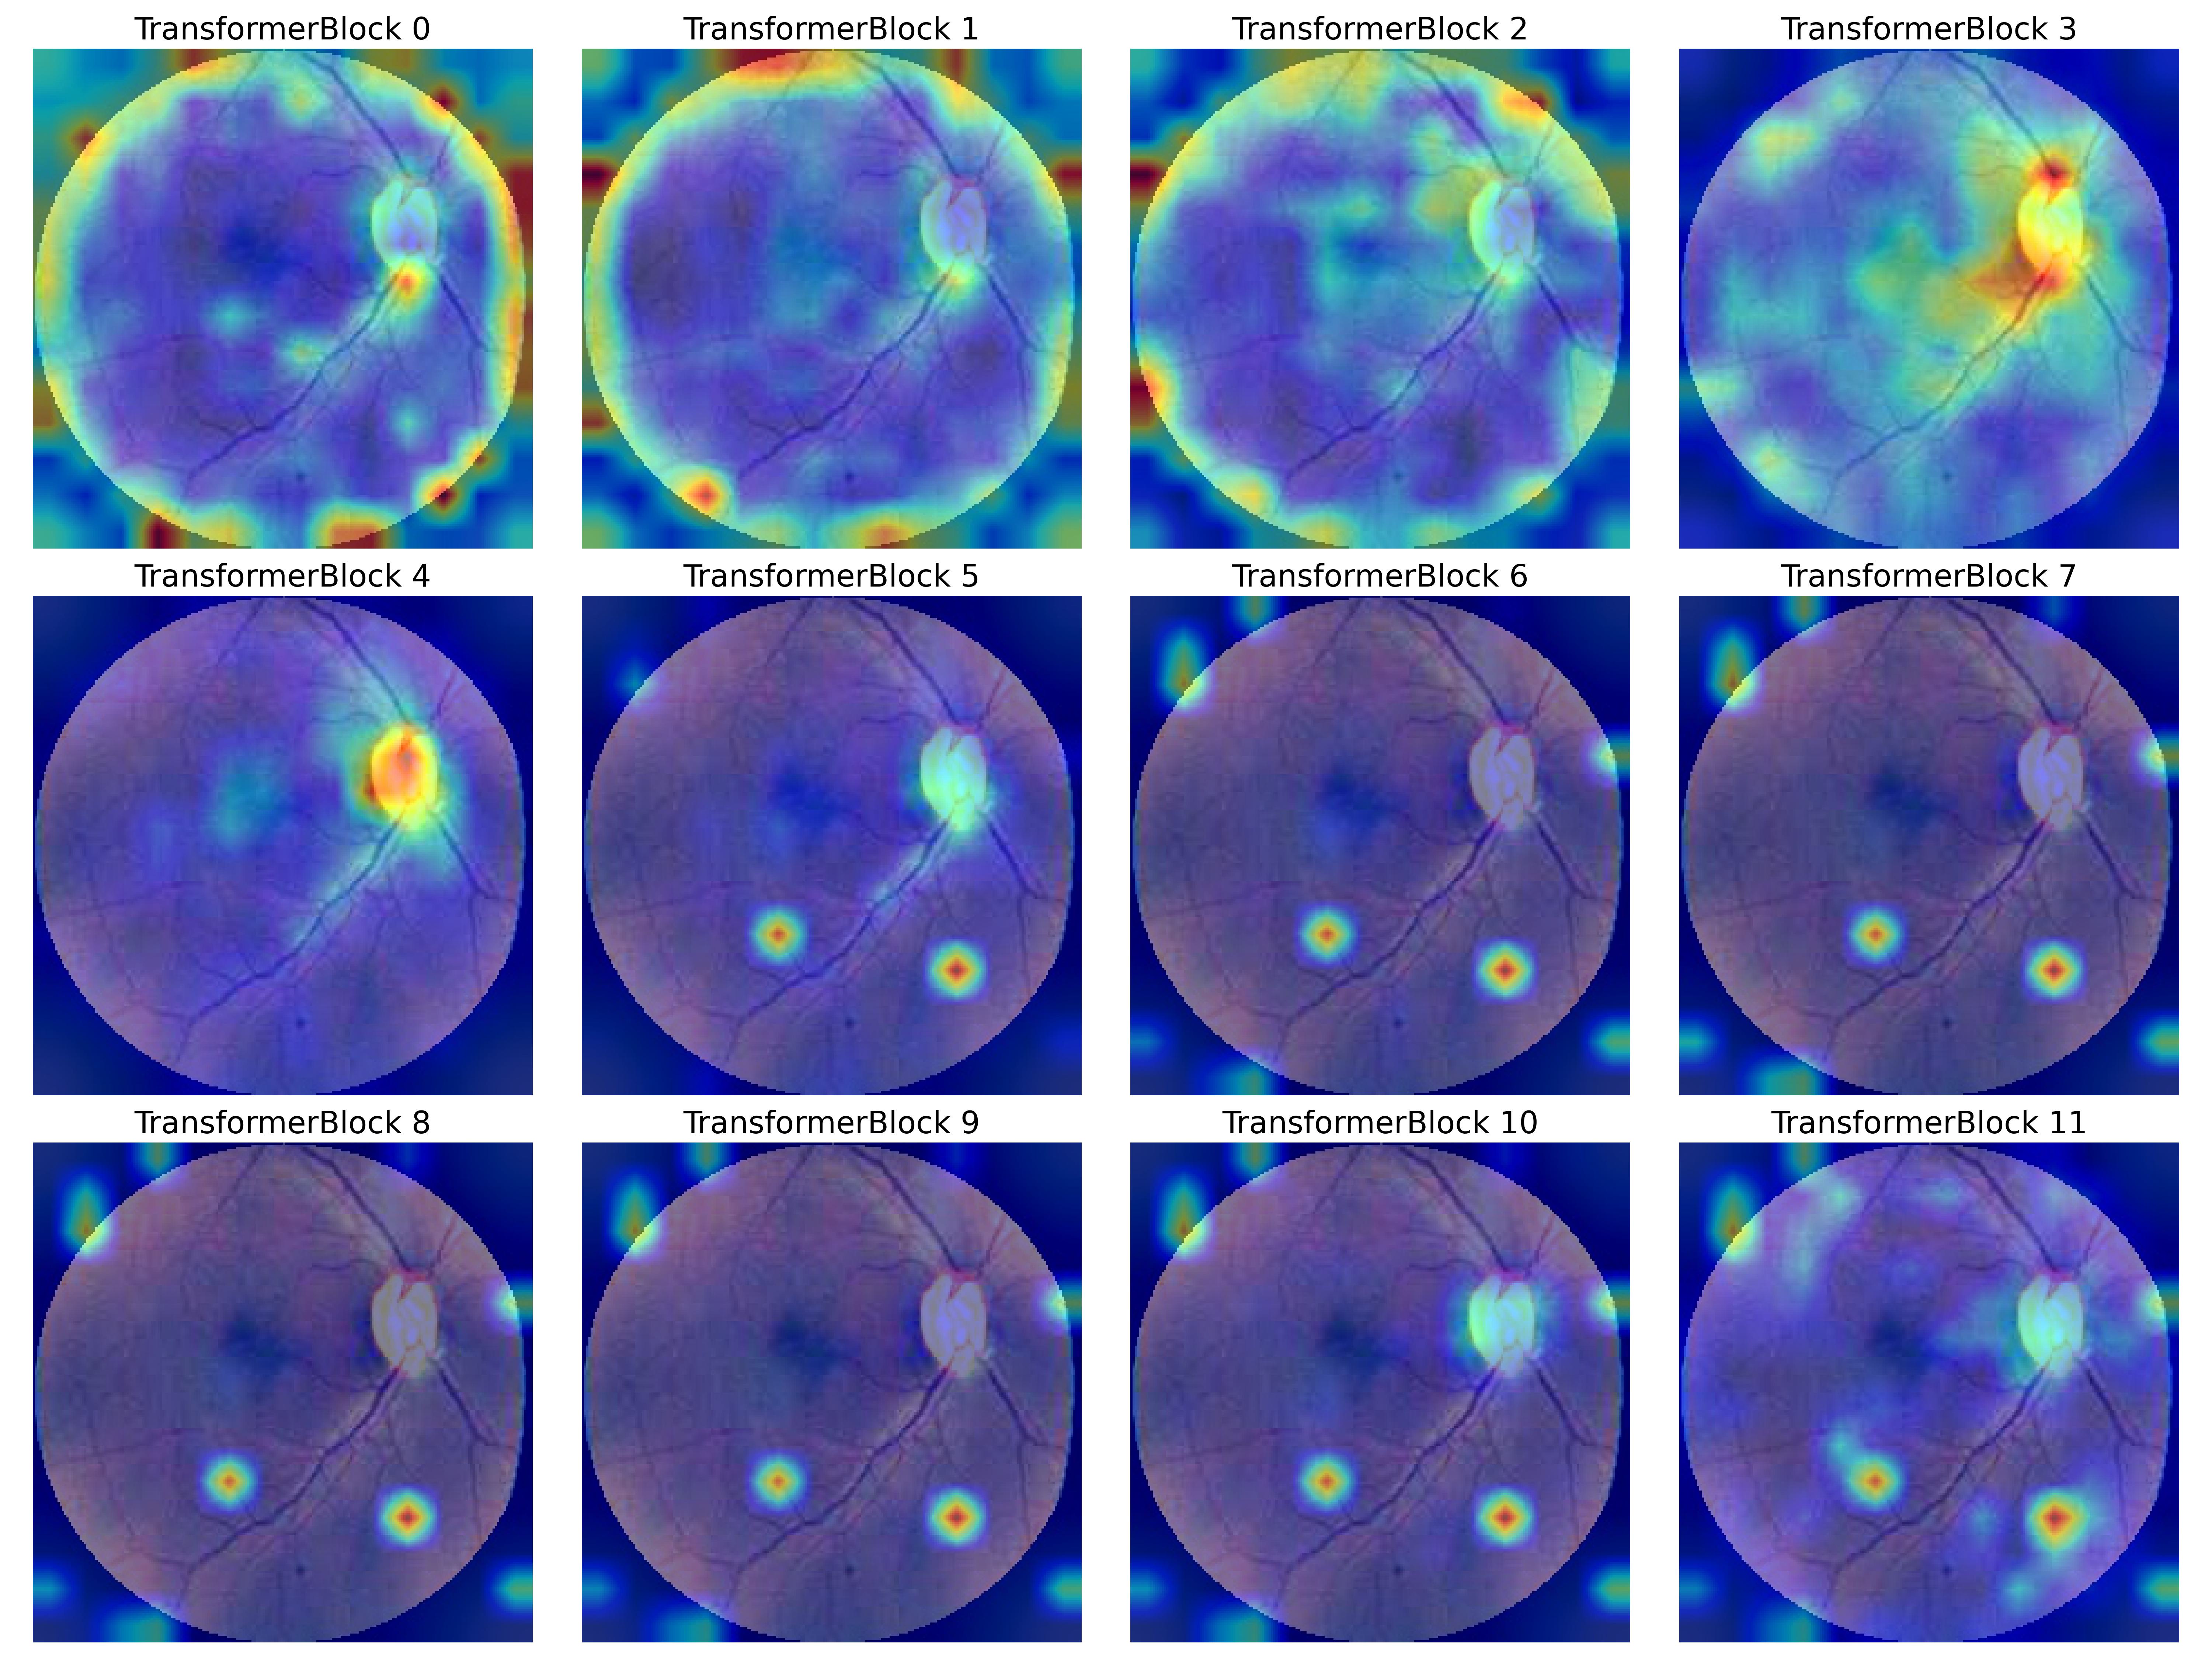 TransformerBlock 0
TransformerBlock 1
TransformerBlock 2
TransformerBlock 3
TransformerBlock 4
TransformerBlock 5
TransformerBlock 6
TransformerBlock 7
TransformerBlock 8
TransformerBlock 9
TransformerBlock 10
TransformerBlock 11